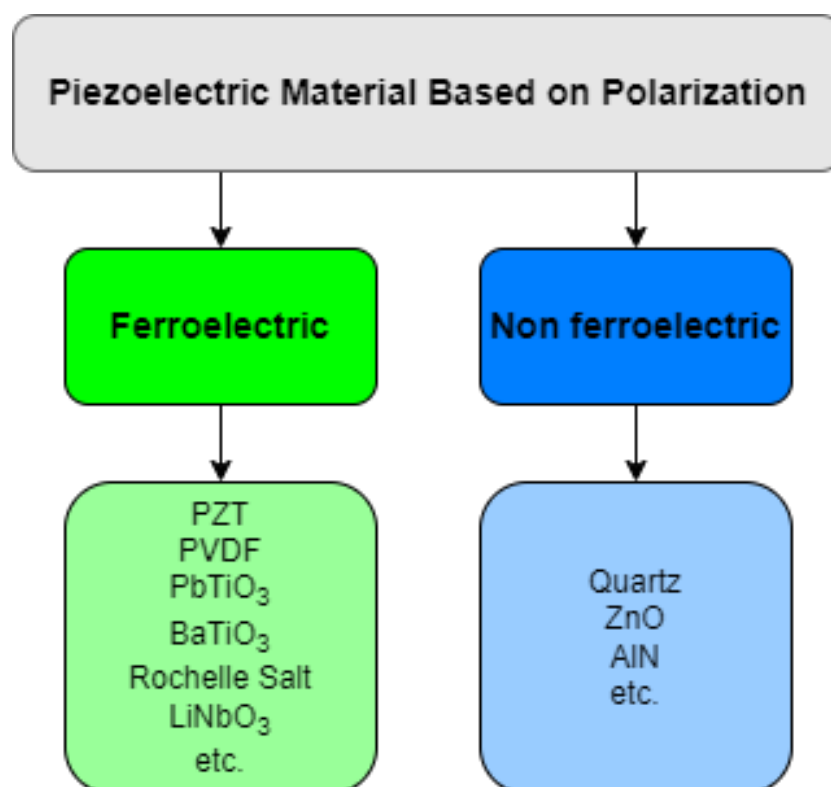 Piezoelectric Material Based on Polarization
Ferroelectric
Non ferroelectric
PZT
PVDF
PbTiO₃
BaTiO₃
Rochelle Salt
LiNbO₃
etc.
Quartz
ZnO
AlN
etc.